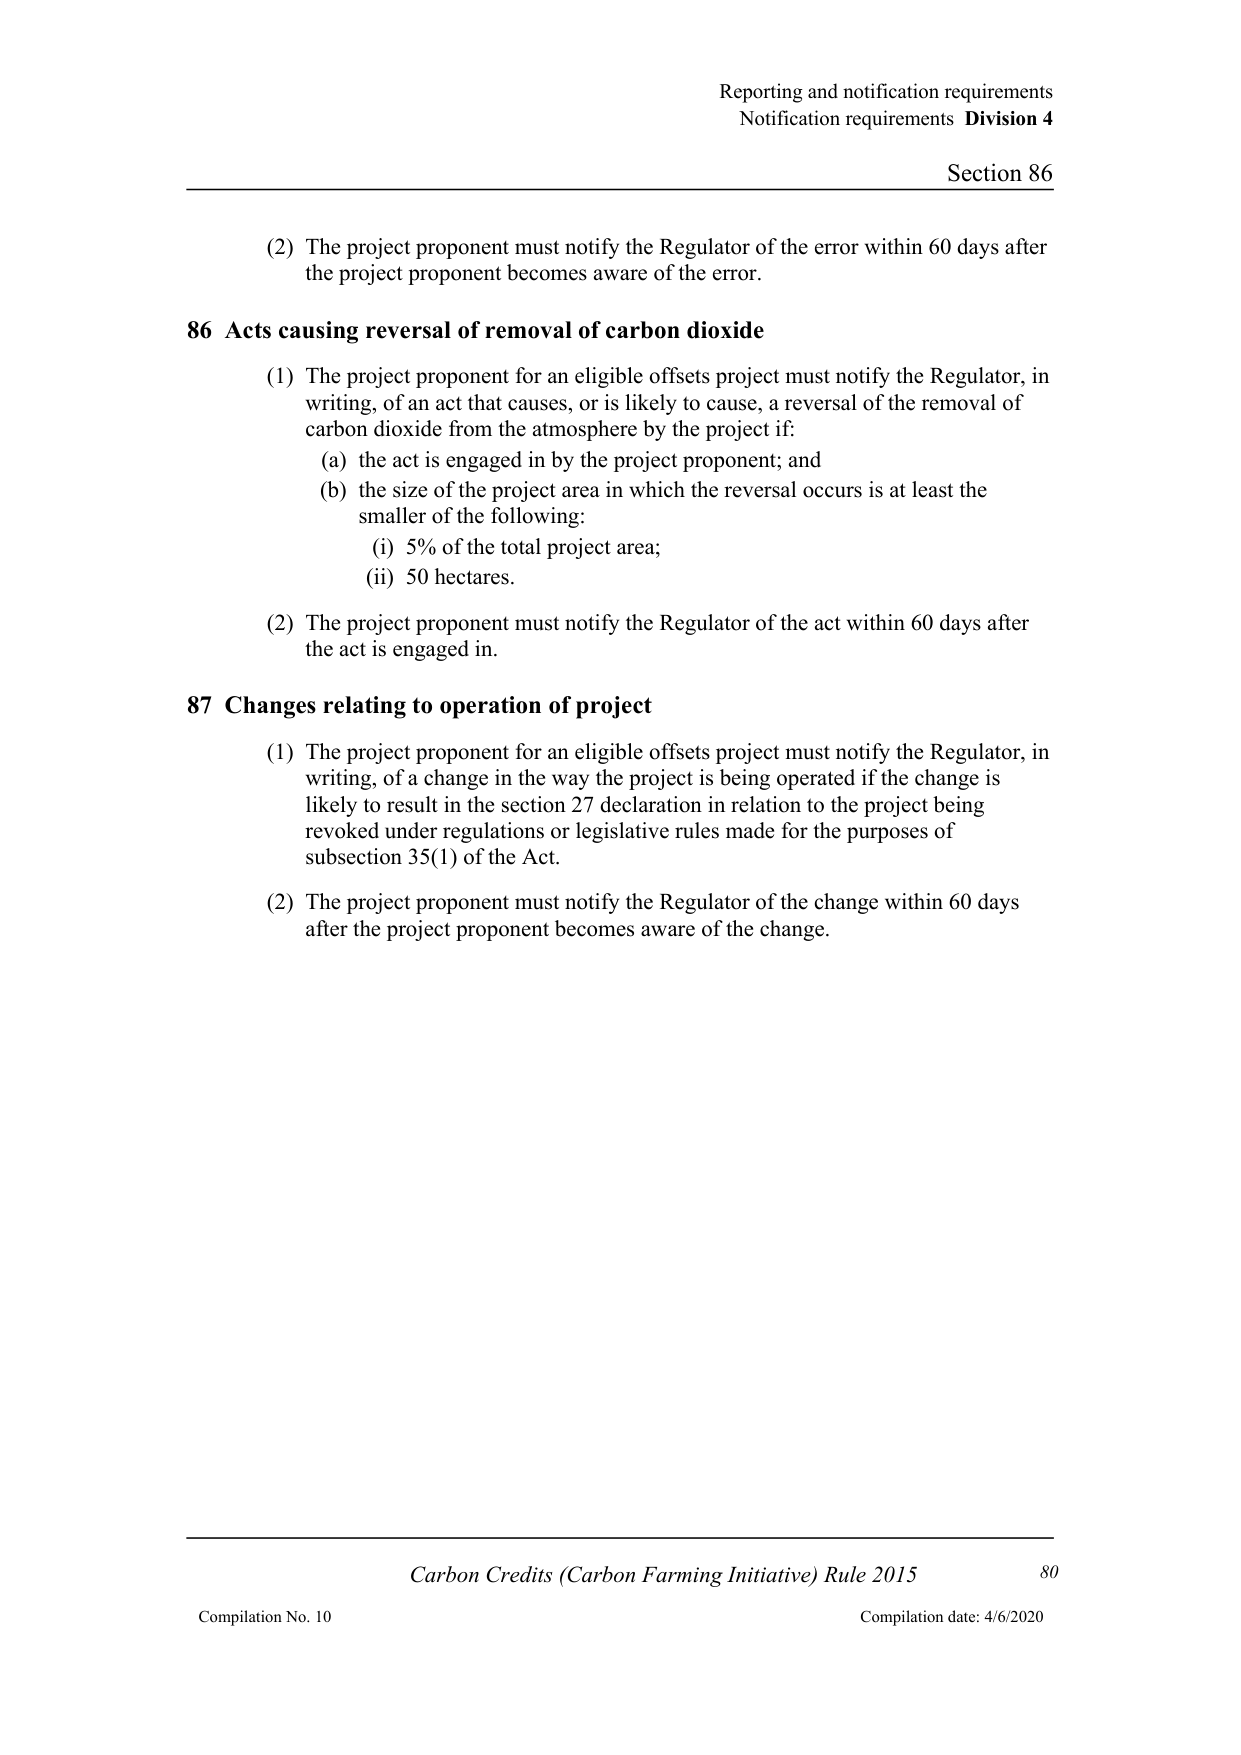 Reporting and notification requirements
Notification requirements  Division 4
Section 86
(2) The project proponent must notify the Regulator of the error within 60 days after
the project proponent becomes aware of the error.
86 Acts causing reversal of removal of carbon dioxide
(1) The project proponent for an eligible offsets project must notify the Regulator, in
writing, of an act that causes, or is likely to cause, a reversal of the removal of
carbon dioxide from the atmosphere by the project if:
(a) the act is engaged in by the project proponent; and
(b) the size of the project area in which the reversal occurs is at least the
smaller of the following:
(i) 5% of the total project area;
(ii) 50 hectares.
(2) The project proponent must notify the Regulator of the act within 60 days after
the act is engaged in.
87 Changes relating to operation of project
(1) The project proponent for an eligible offsets project must notify the Regulator, in
writing, of a change in the way the project is being operated if the change is
likely to result in the section 27 declaration in relation to the project being
revoked under regulations or legislative rules made for the purposes of
subsection 35(1) of the Act.
(2) The project proponent must notify the Regulator of the change within 60 days
after the project proponent becomes aware of the change.
Carbon Credits (Carbon Farming Initiative) Rule 2015 80
Compilation No. 10 Compilation date: 4/6/2020